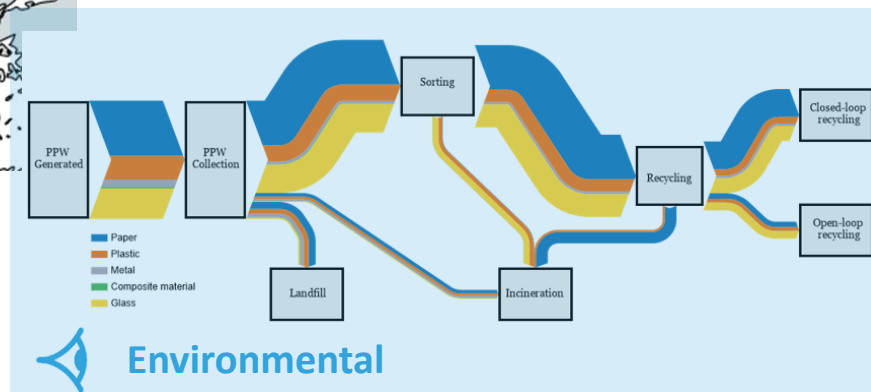 Sorting
Closed-loop
recycling
PPW
Generated
PPW
Collection
Recycling
Open-loop
recycling
Paper
Plastic
Metal
Composite material
Glass
Landfill
Incineration
Environmental